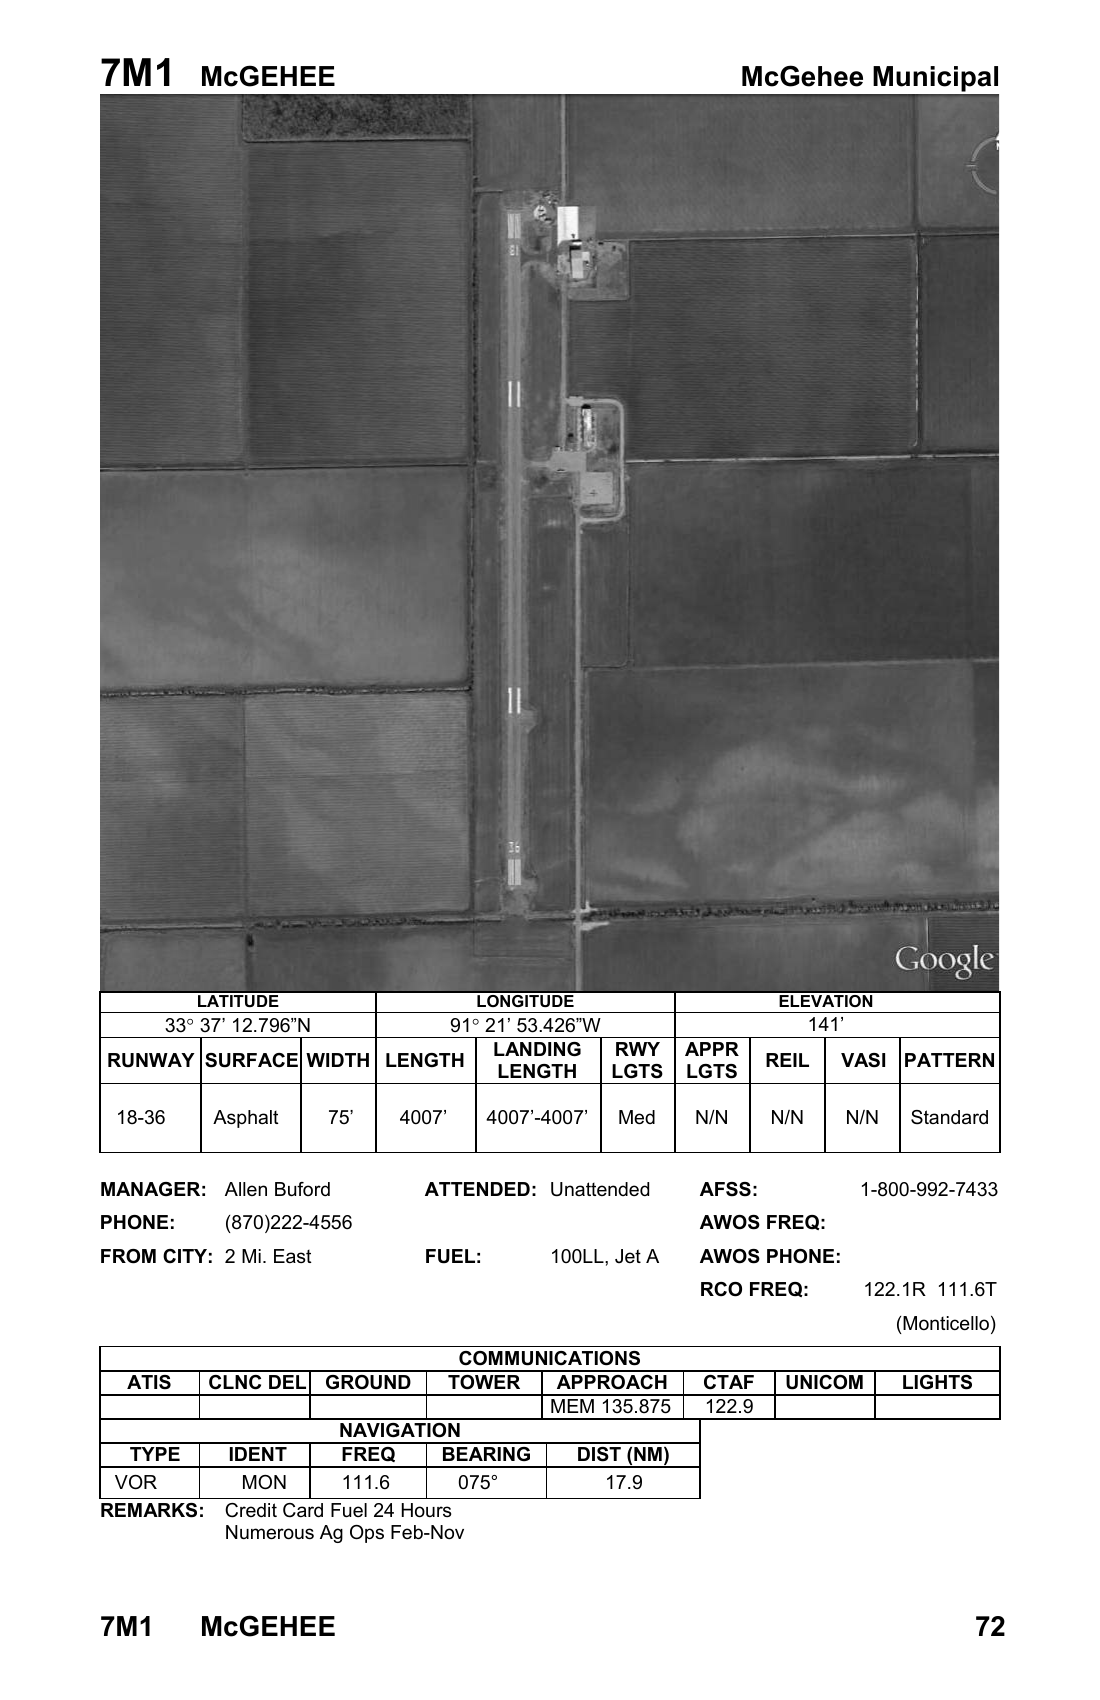 7M1 McGEHEE McGehee Municipal
18
36
Google
LATITUDE LONGITUDE ELEVATION
33° 37’ 12.796”N 91° 21’ 53.426”W 141’
RUNWAY SURFACE WIDTH LENGTH LANDING LENGTH RWY LGTS APPR LGTS REIL VASI PATTERN
18-36 Asphalt 75’ 4007’ 4007’-4007’ Med N/N N/N N/N Standard
MANAGER: Allen Buford ATTENDED: Unattended AFSS: 1-800-992-7433
PHONE: (870)222-4556 AWOS FREQ:
FROM CITY: 2 Mi. East FUEL: 100LL, Jet A AWOS PHONE:
RCO FREQ: 122.1R 111.6T
(Monticello)
COMMUNICATIONS
ATIS CLNC DEL GROUND TOWER APPROACH CTAF UNICOM LIGHTS
MEM 135.875 122.9
NAVIGATION
TYPE IDENT FREQ BEARING DIST (NM)
VOR MON 111.6 075° 17.9
REMARKS: Credit Card Fuel 24 Hours
Numerous Ag Ops Feb-Nov
7M1 McGEHEE 72